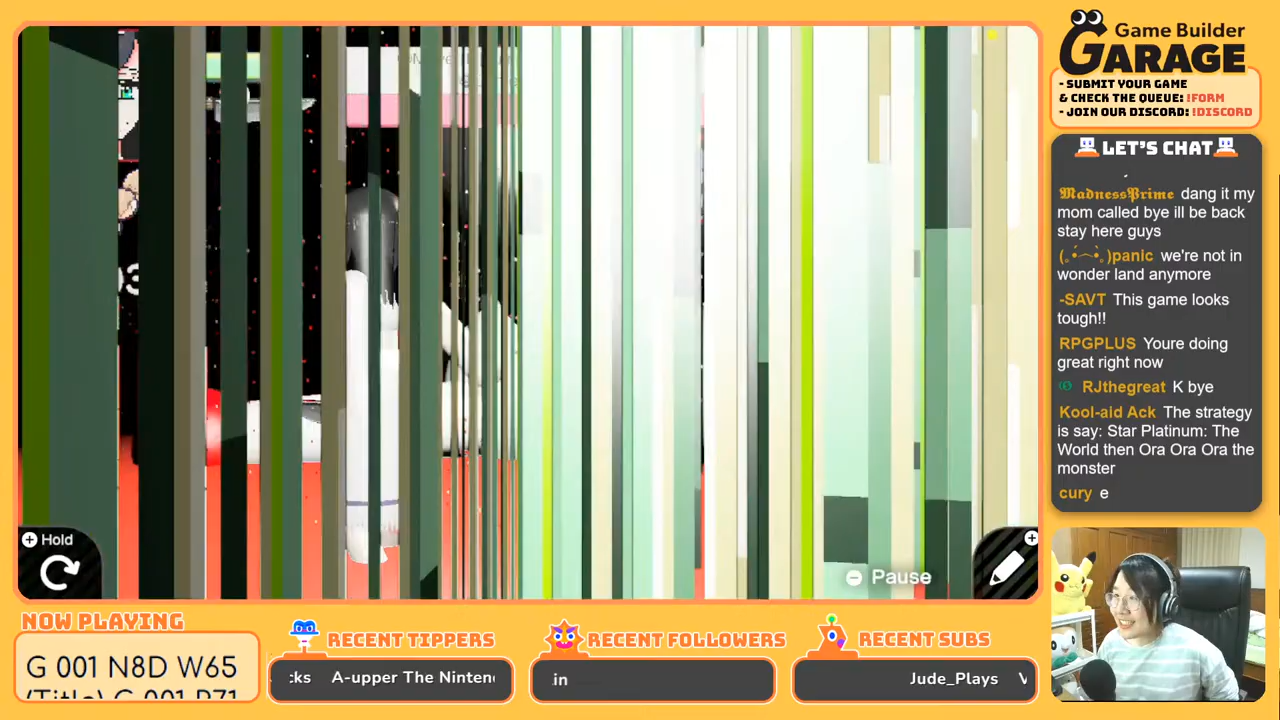 Game Builder
GARAGE
- SUBMIT YOUR GAME
& CHECK THE QUEUE: !FORM
- JOIN OUR DISCORD: !DISCORD
LET'S CHAT
MadnessPrime dang it my
mom called bye ill be back
stay here guys
panic we're not in
wonder land anymore
-SAVT This game looks
tough!!
RPGPLUS Youre doing
great right now
RJthegreat K bye
Kool-aid Ack The strategy
is say: Star Platinum: The
World then Ora Ora Ora the
monster
cury e
+ Hold
Pause
NOW PLAYING
G 001 N8D W65
(Title) G 001 P71
RECENT TIPPERS
cks A-upper The Ninten
RECENT FOLLOWERS
.in
RECENT SUBS
Jude_Plays